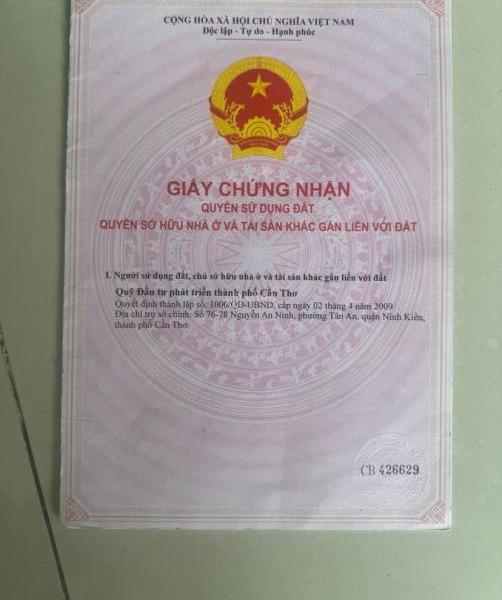 CỘNG HÒA XÃ HỘI CHỦ NGHĨA VIỆT NAM
Độc lập - Tự do - Hạnh phúc
GIẤY CHỨNG NHẬN
QUYỀN SỬ DỤNG ĐẤT
QUYỀN SỞ HỮU NHÀ Ở VÀ TÀI SẢN KHÁC GẮN LIỀN VỚI ĐẤT
I. Người sử dụng đất, chủ sở hữu nhà ở và tài sản khác gắn liền với đất
Quỹ Đầu tư phát triển thành phố Cần Thơ
Quyết định thành lập số: 1006/QĐ-UBND, cấp ngày 02 tháng 4 năm 2009
Địa chỉ trụ sở chính: Số 76-78 Nguyễn An Ninh, phường Tân An, quận Ninh Kiều,
thành phố Cần Thơ.
CB 426629